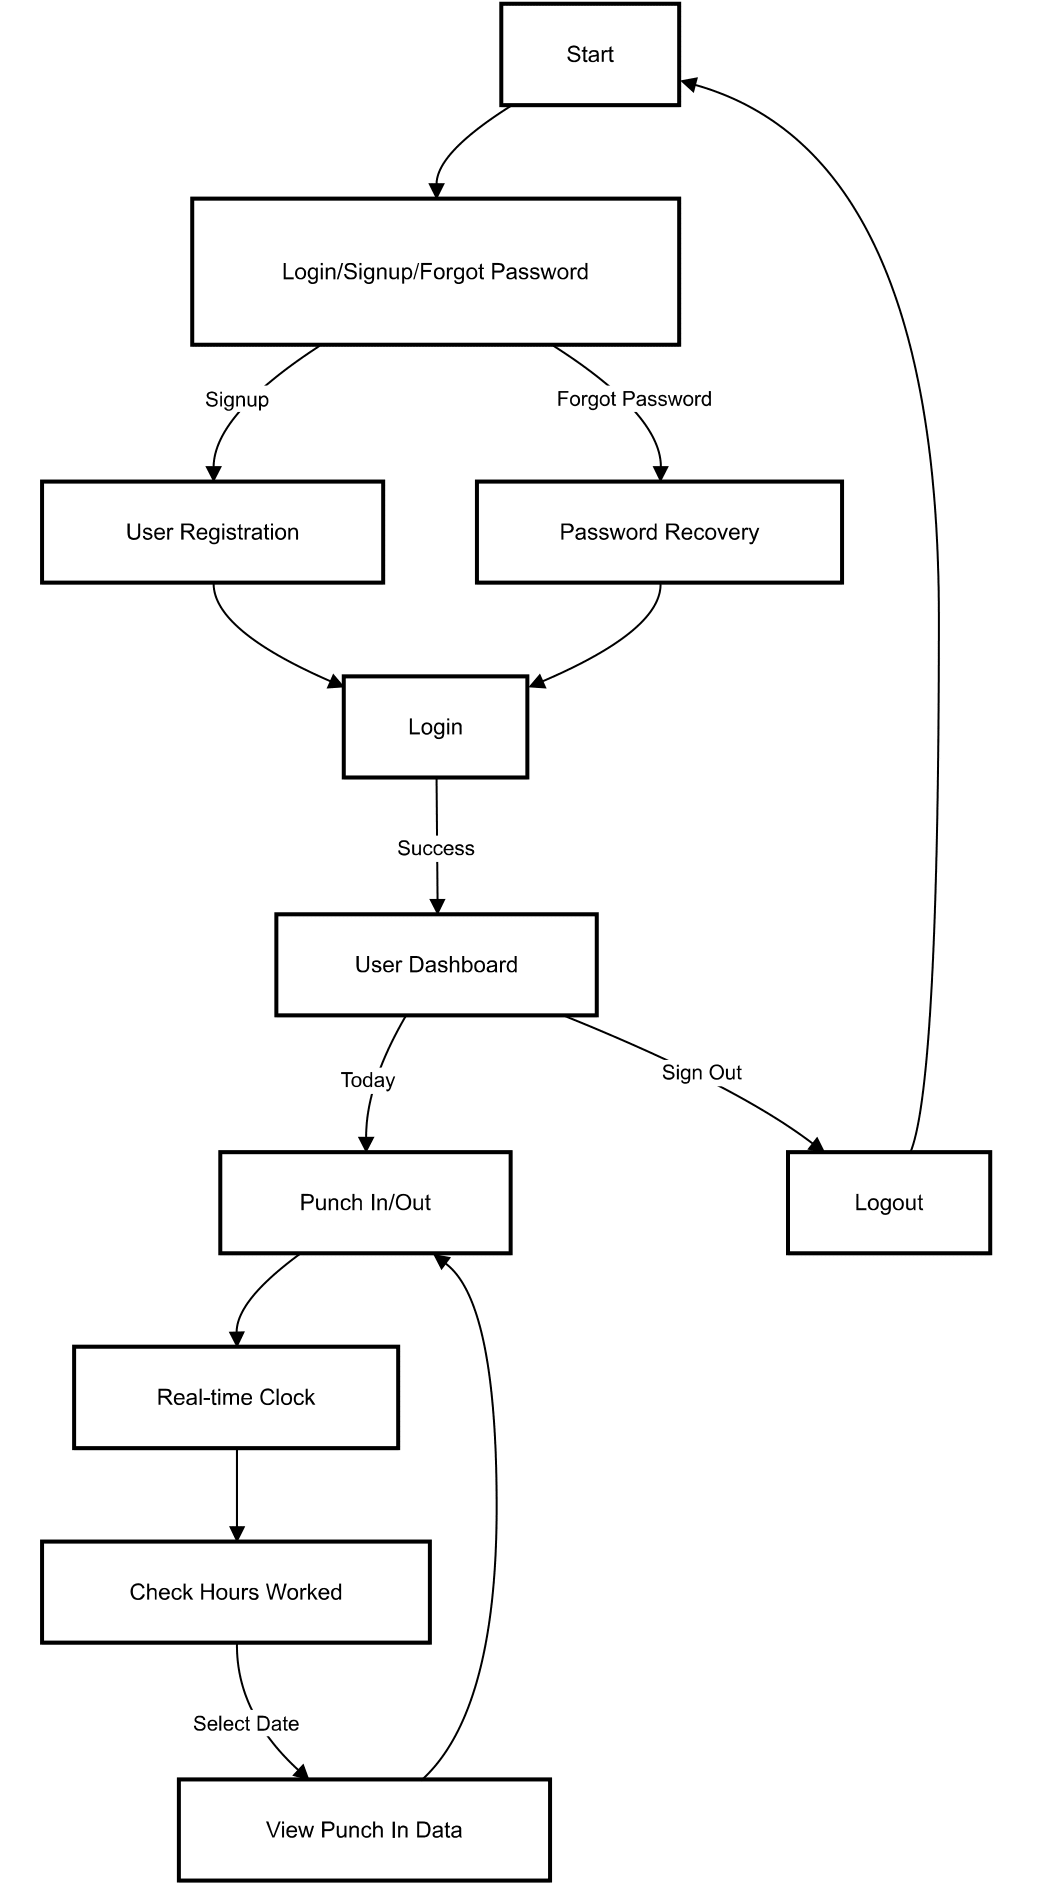 Start
Login/Signup/Forgot Password
Signup
Forgot Password
User Registration
Password Recovery
Login
Success
User Dashboard
Today
Sign Out
Punch In/Out
Logout
Real-time Clock
Check Hours Worked
Select Date
View Punch In Data